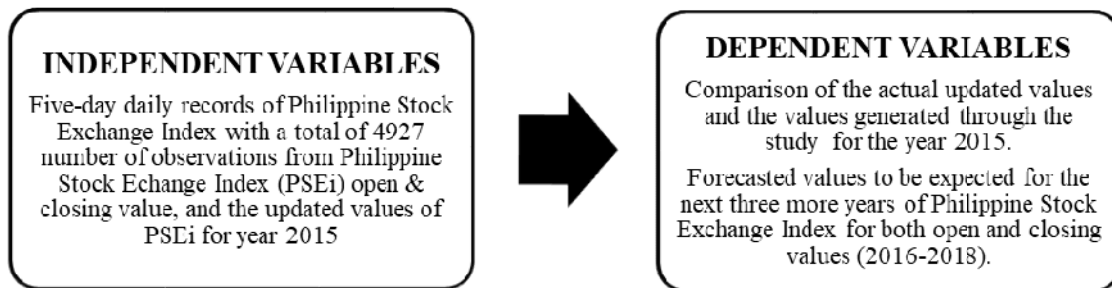 INDEPENDENT VARIABLES
Five-day daily records of Philippine Stock
Exchange Index with a total of 4927
number of observations from Philippine
Stock Echange Index (PSEi) open &
closing value, and the updated values of
PSEi for year 2015
DEPENDENT VARIABLES
Comparison of the actual updated values
and the values generated through the
study for the year 2015.
Forecasted values to be expected for the
next three more years of Philippine Stock
Exchange Index for both open and closing
values (2016-2018).